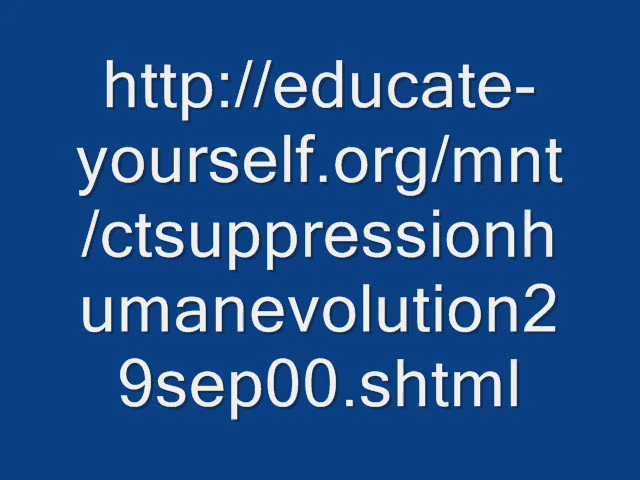 http://educate-
yourself.org/mnt
/ctsuppressionh
umanevolution2
9sep00.shtml